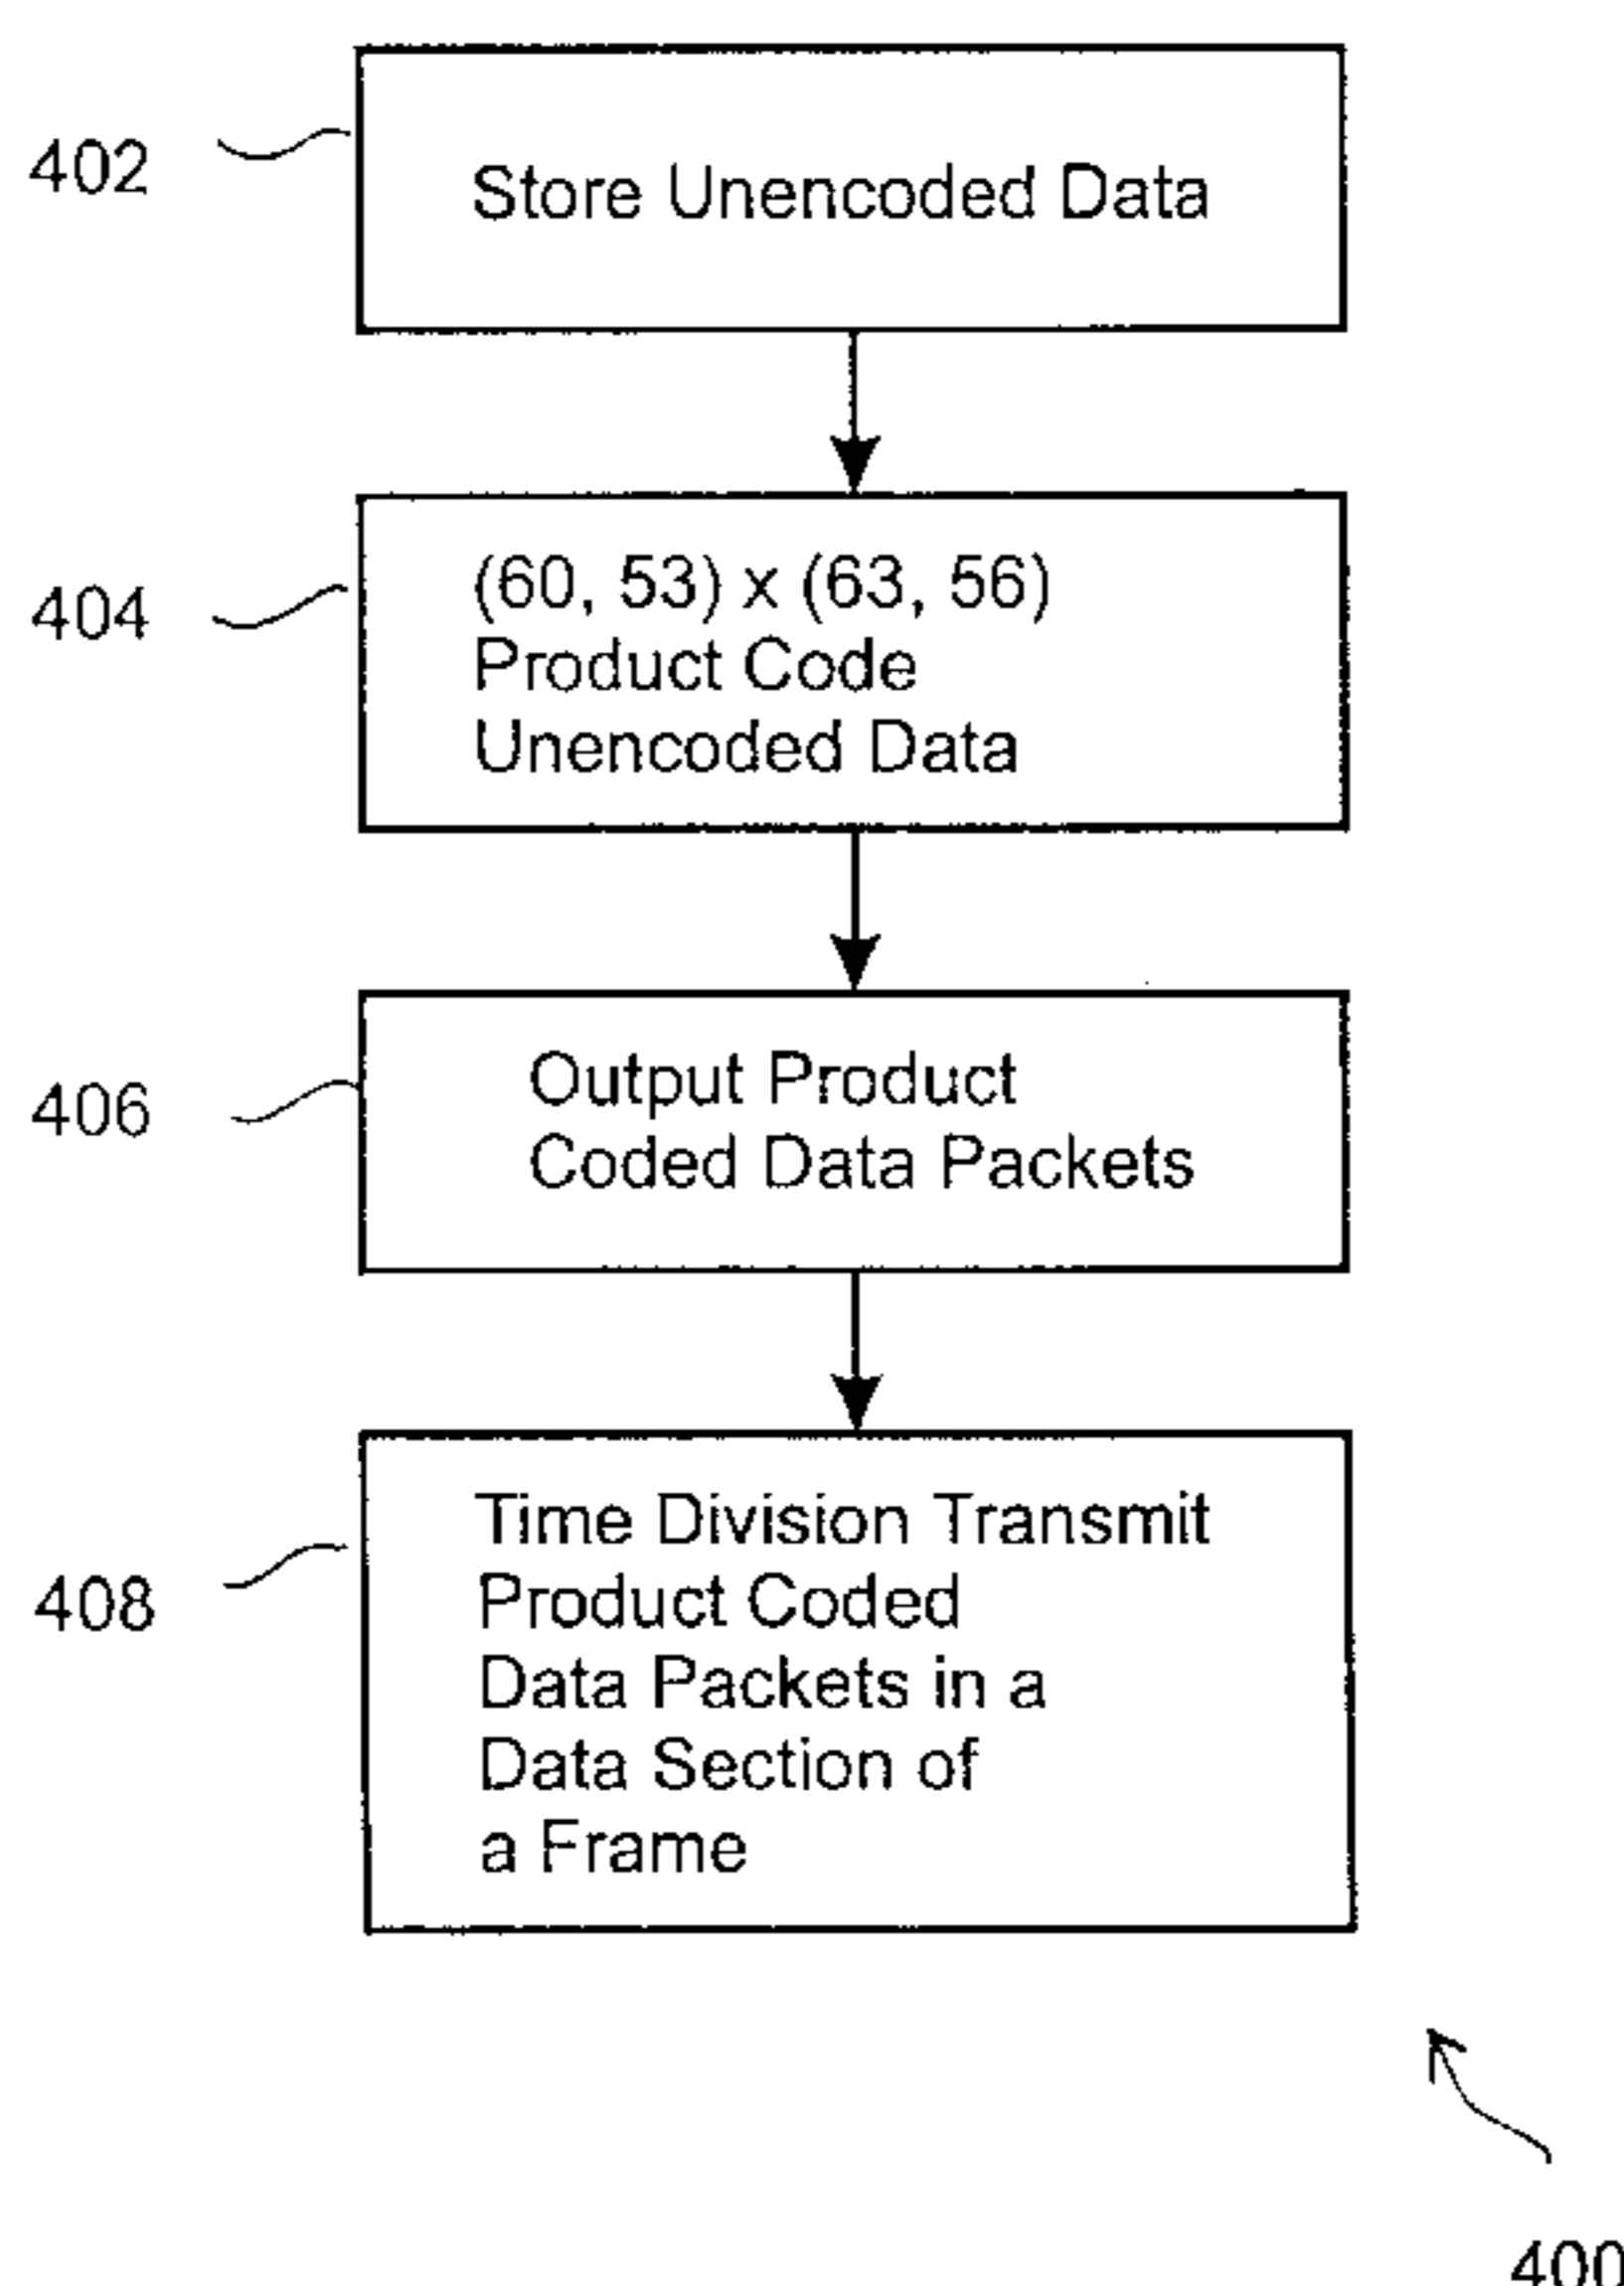 402
Store Unencoded Data
404
(60, 53) x (63, 56)
Product Code
Unencoded Data
406
Output Product
Coded Data Packets
408
Time Division Transmit
Product Coded
Data Packets in a
Data Section of
a Frame
400